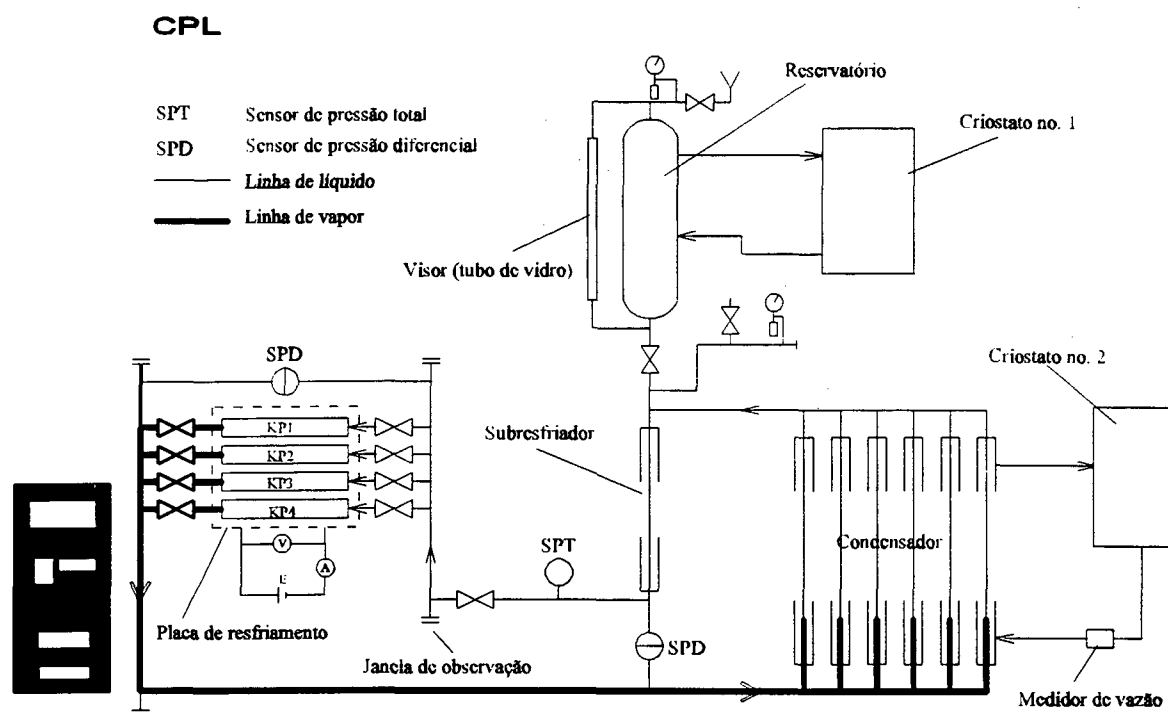 CPL
SPT Sensor de pressão total
SPD Sensor de pressão diferencial
Linha de líquido
Linha de vapor
Reservatório
Criostato no. 1
Visor (tubo de vidro)
SPD
Criostato no. 2
KP1
KP2
KP3
KP4
Subresfriador
V
A
E
SPT
Condensador
Placa de resfriamento
Janela de observação
SPD
Medidor de vazão